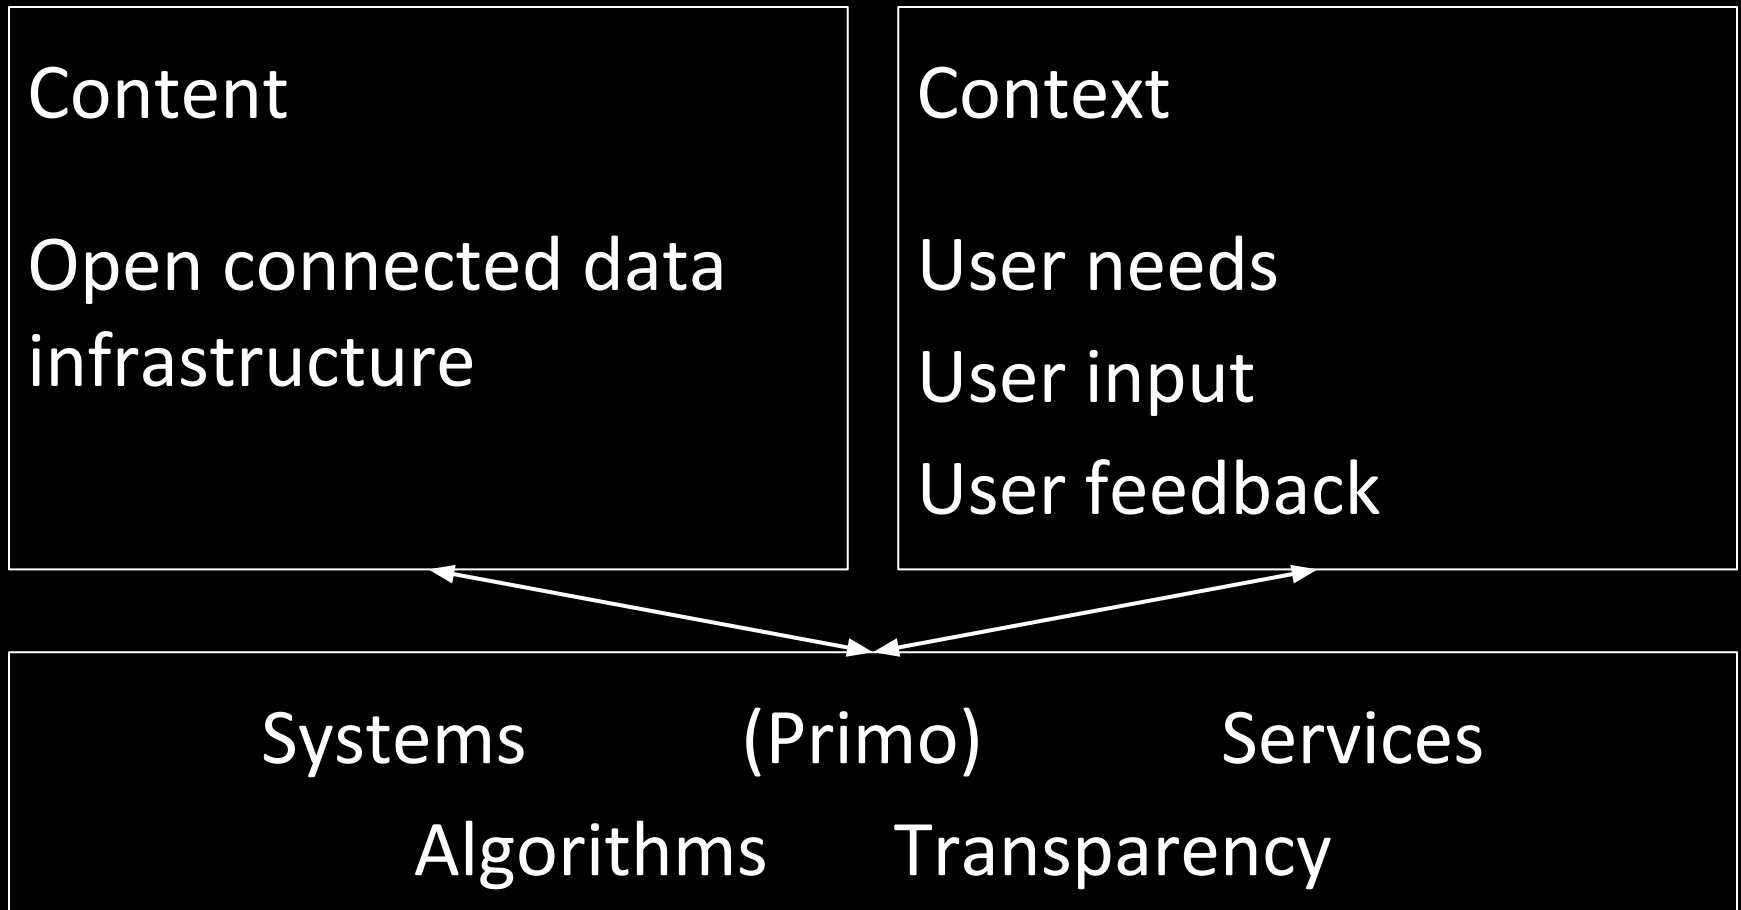 Content
Open connected data
infrastructure
Context
User needs
User input
User feedback
Systems (Primo) Services
Algorithms Transparency